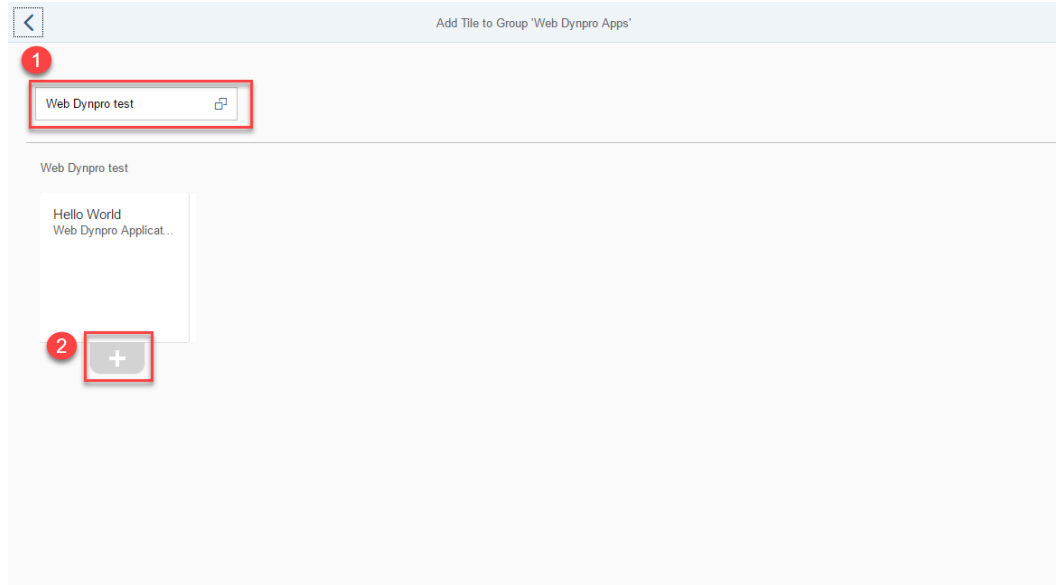 Add Tile to Group 'Web Dynpro Apps'
1
Web Dynpro test
Web Dynpro test
Hello World
Web Dynpro Applicat...
2
+